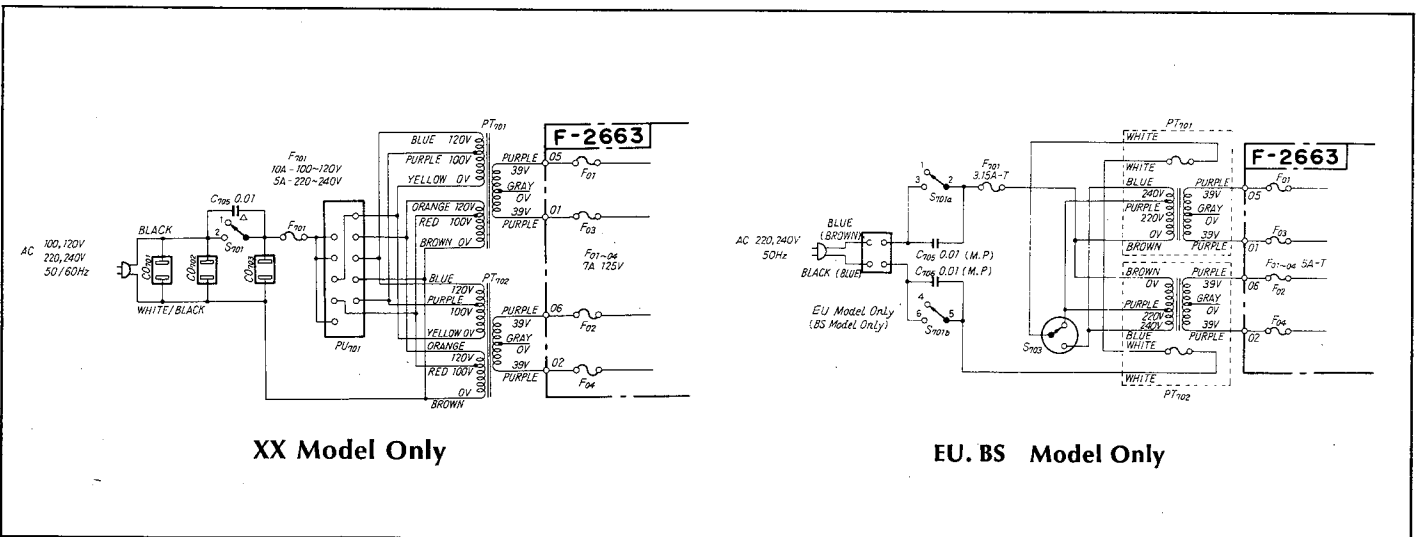 AC 100,120V
220,240V
50/60Hz
BLACK
WHITE/BLACK
CO701
CO702
CO703
C705 0.01
△
1
2
S701
F701
10A-100~120V
5A-220~240V
F701
PU701
PT701
BLUE 120V
PURPLE 100V
YELLOW 0V
ORANGE 120V
RED 100V
BROWN 0V
BLUE
120V
PURPLE
100V
YELLOW 0V
ORANGE
120V
RED 100V
0V
BROWN
PT702
F-2663
PURPLE 05
39V
GRAY
0V
39V
PURPLE 01
F01
F03
F01~04
7A 125V
PURPLE 06
39V
GRAY
0V
39V
PURPLE 02
F02
F04
XX Model Only
AC 220,240V
50Hz
BLUE
(BROWN)
BLACK (BLUE)
EU Model Only
(BS Model Only)
1
3 2
S701a
C705 0.01 (M.P)
C706 0.01 (M.P)
4
6 5
S701b
F701
3.15A-T
S703
PT701
WHITE
WHITE
BLUE
240V
PURPLE
220V
0V
BROWN
BROWN
0V
PURPLE
220V
240V
BLUE
WHITE
WHITE
PT702
F-2663
PURPLE
39V
GRAY
0V
39V
PURPLE
05
F01
F03
01
F01~04 5A-T
PURPLE
39V
GRAY
0V
39V
PURPLE
06
F02
F04
02
EU. BS Model Only